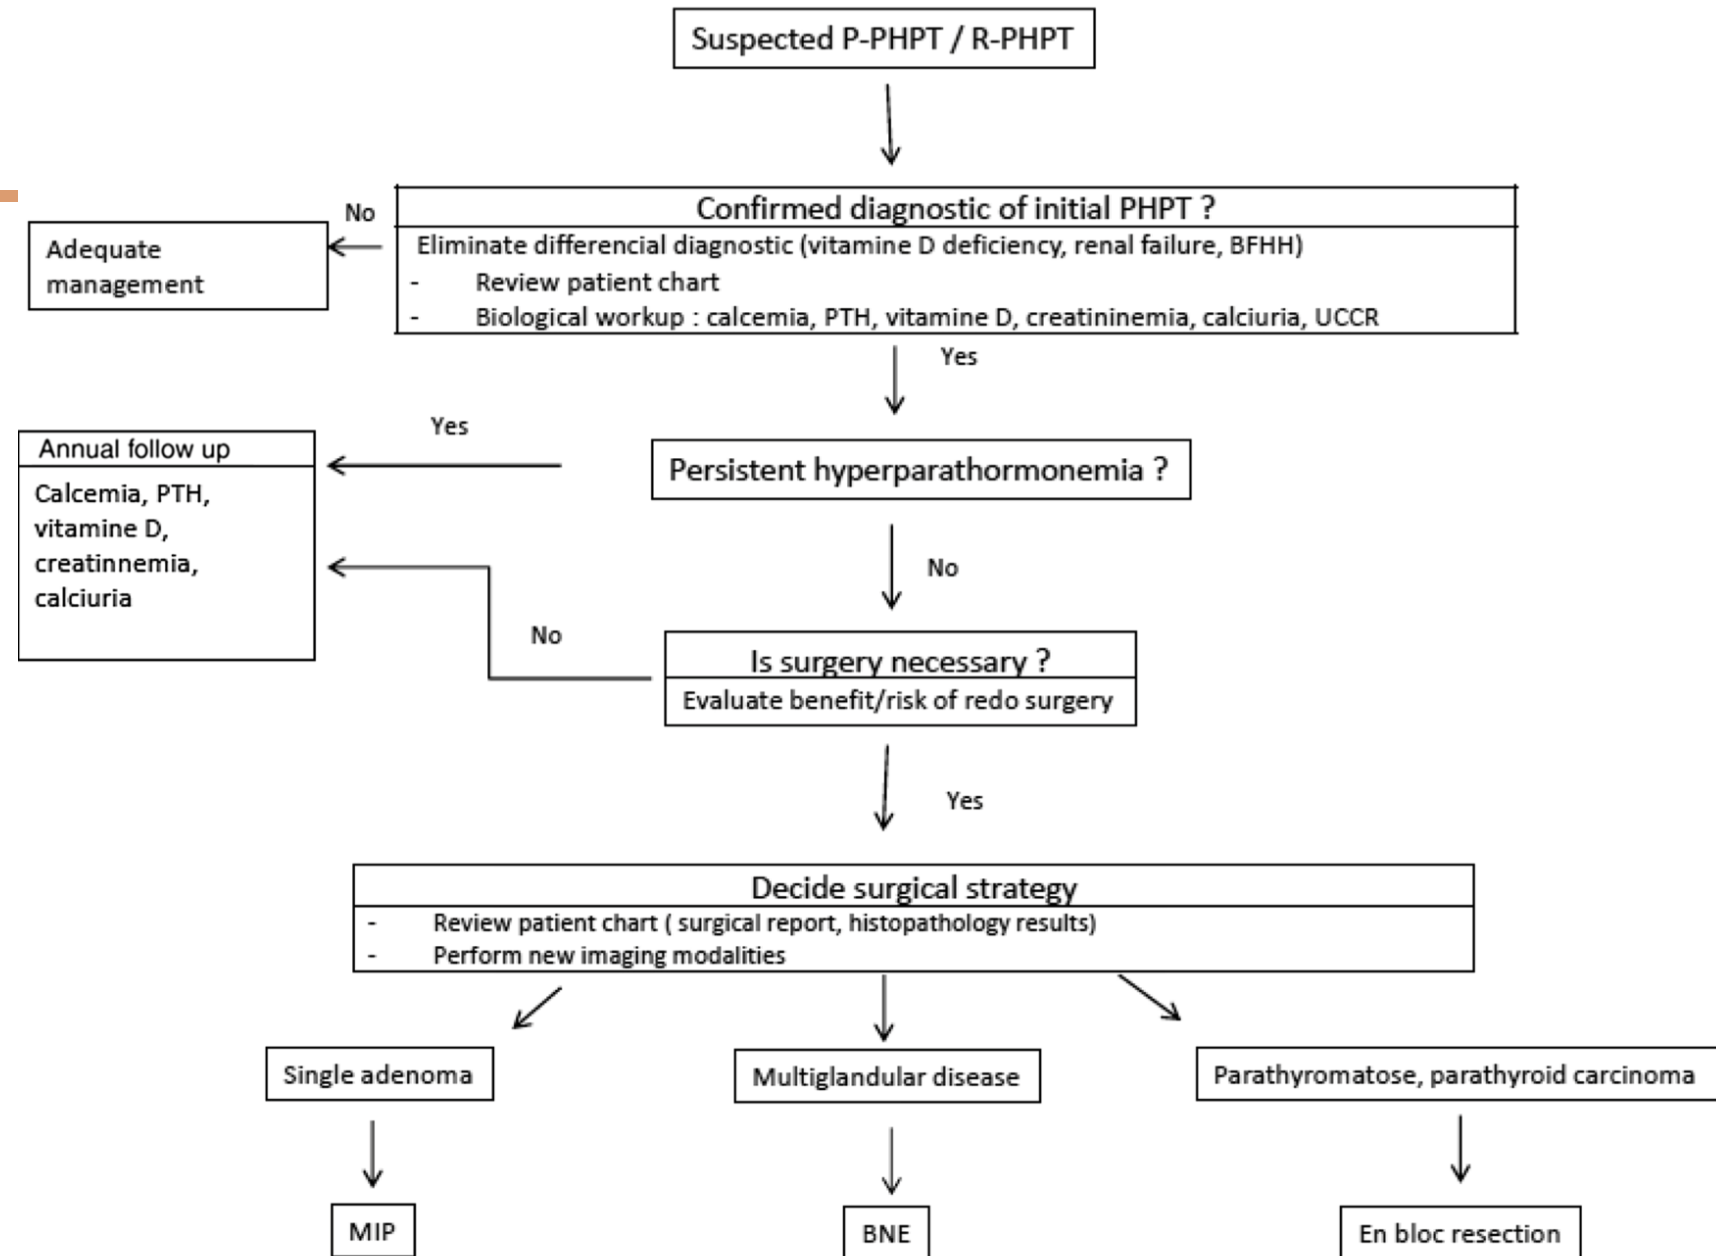 Suspected P-PHPT / R-PHPT
No
Confirmed diagnostic of initial PHPT ?
Adequate
management
Eliminate differencial diagnostic (vitamine D deficiency, renal failure, BFHH)
- Review patient chart
- Biological workup : calcemia, PTH, vitamine D, creatininemia, calciuria, UCCR
Yes
Yes
Annual follow up
Calcemia, PTH,
vitamine D,
creatinnemia,
calciuria
Persistent hyperparathormonemia ?
No
No
Is surgery necessary ?
Evaluate benefit/risk of redo surgery
Yes
Decide surgical strategy
- Review patient chart ( surgical report, histopathology results)
- Perform new imaging modalities
Single adenoma
Multiglandular disease
Parathyromatose, parathyroid carcinoma
MIP
BNE
En bloc resection